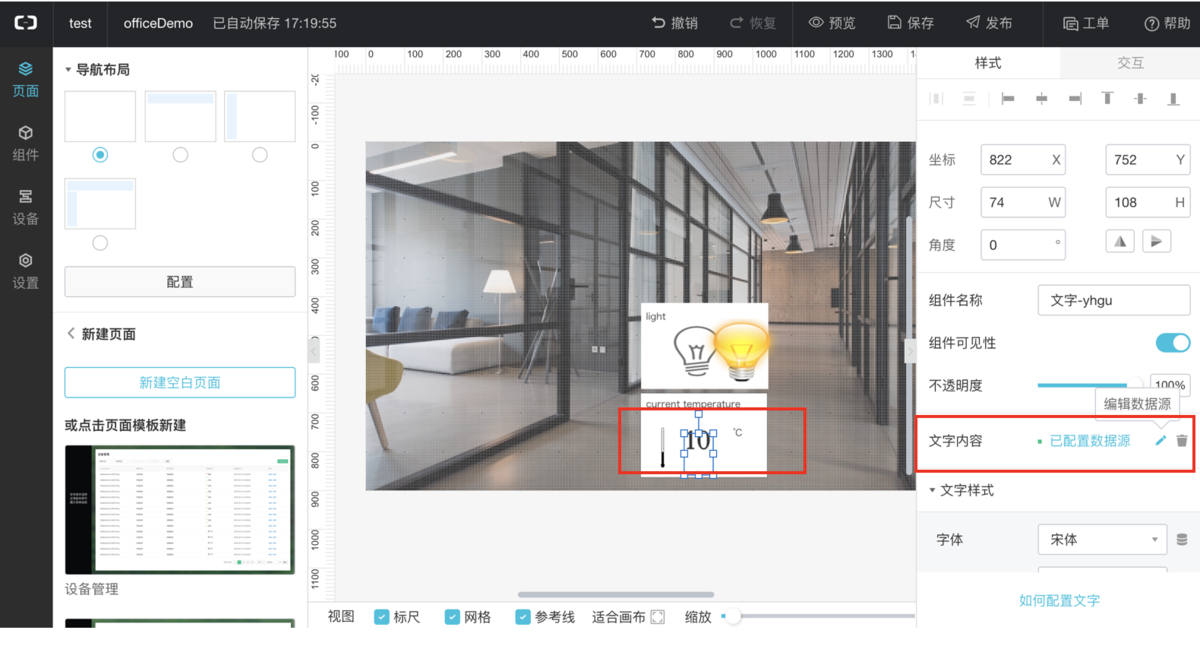 test officeDemo 已自动保存 17:19:55 撤销 恢复 预览 保存 发布 工单 帮助
页面
组件
设备
设置
导航布局
配置
新建页面
新建空白页面
或点击页面模板新建
设备管理
100 0 100 200 300 400 500 600 700 800 900 1000 1100 1200 1300
-100
0
100
200
300
400
600
700
800
900
1000
1100
light
current temperature
10
℃
视图 标尺 网格 参考线 适合画布 缩放
样式 交互
坐标 822 X 752 Y
尺寸 74 W 108 H
角度 0 °
组件名称 文字-yhgu
组件可见性
不透明度 100%
编辑数据源
文字内容 已配置数据源
文字样式
字体 宋体
如何配置文字